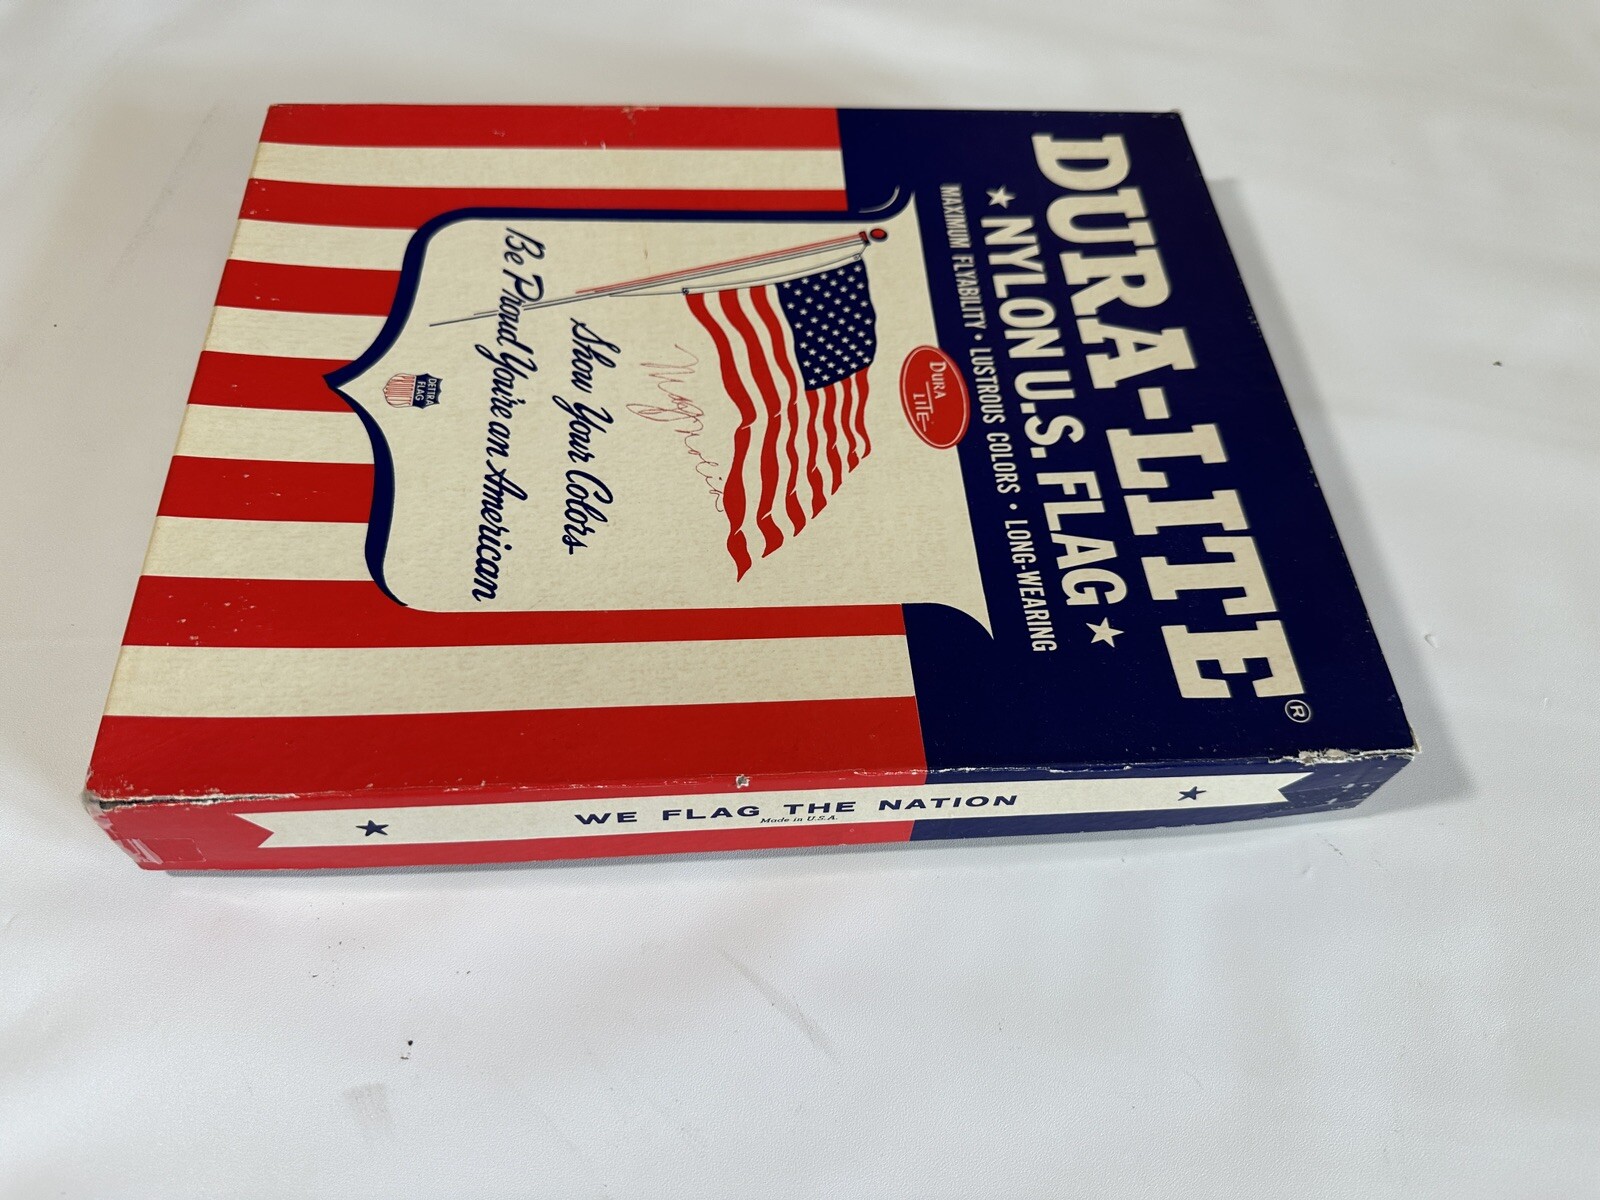 DURA-LITE®
★ NYLON U.S. FLAG ★
MAXIMUM FLYABILITY • LUSTROUS COLORS • LONG-WEARING
DURA
LITE
Magnolia
Show Your Colors
Be Proud You're an American
DETTRA
FLAG
WE FLAG THE NATION
Made in U.S.A.